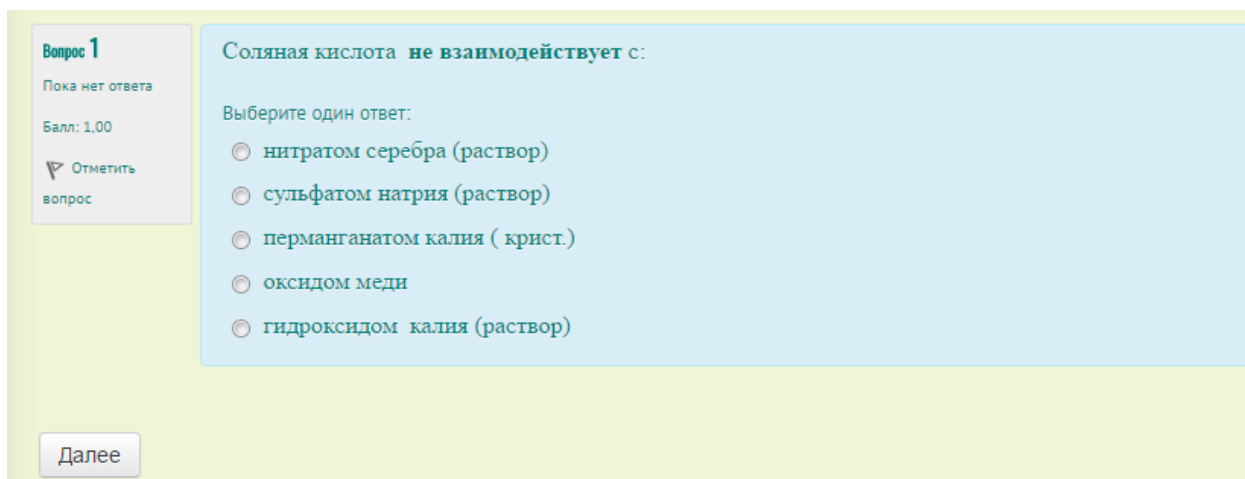 Вопрос 1
Пока нет ответа
Балл: 1,00
Отметить
вопрос
Соляная кислота не взаимодействует с:
Выберите один ответ:
нитратом серебра (раствор)
сульфатом натрия (раствор)
перманганатом калия ( крист.)
оксидом меди
гидроксидом калия (раствор)
Далее